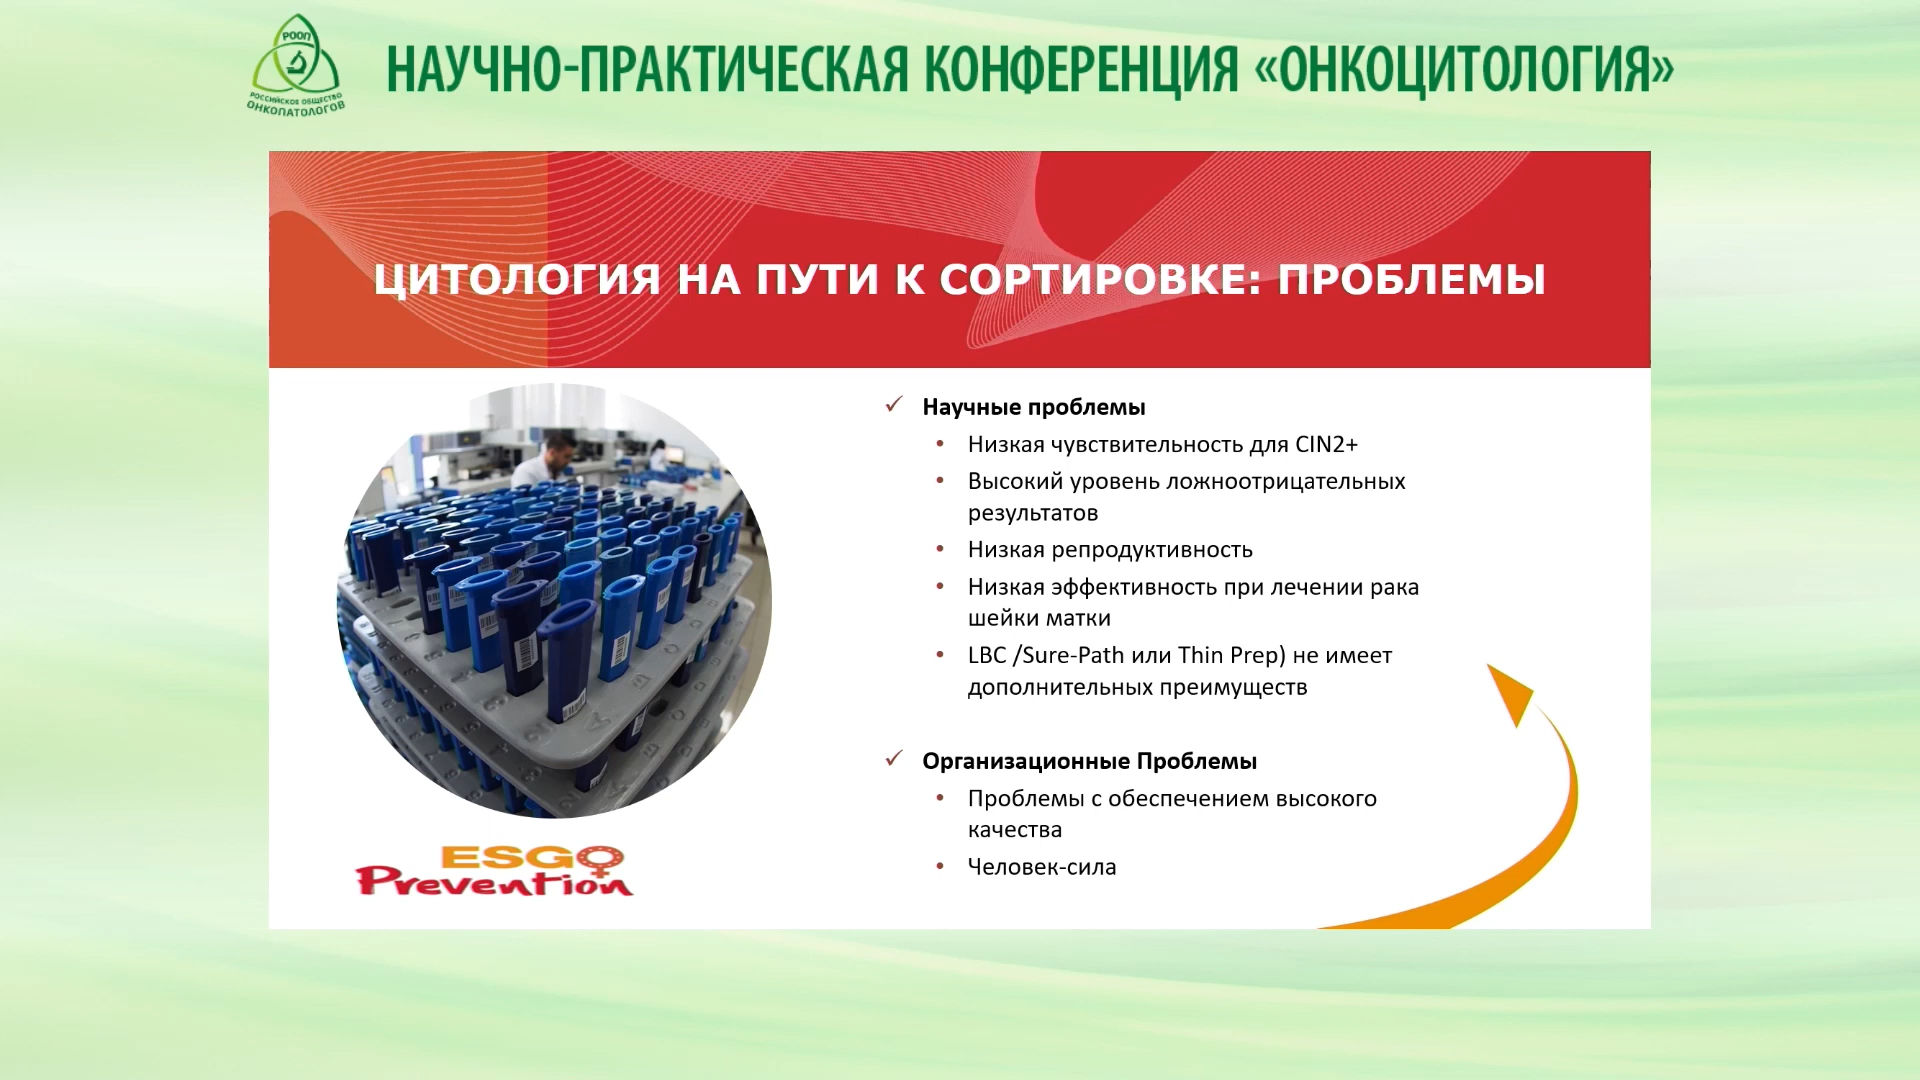 РООП
РОССИЙСКОЕ ОБЩЕСТВО
ОНКОПАТОЛОГОВ
НАУЧНО-ПРАКТИЧЕСКАЯ КОНФЕРЕНЦИЯ «ОНКОЦИТОЛОГИЯ»
ЦИТОЛОГИЯ НА ПУТИ К СОРТИРОВКЕ: ПРОБЛЕМЫ
✓ Научные проблемы
• Низкая чувствительность для CIN2+
• Высокий уровень ложноотрицательных
результатов
• Низкая репродуктивность
• Низкая эффективность при лечении рака
шейки матки
• LBC /Sure-Path или Thin Prep) не имеет
дополнительных преимуществ
✓ Организационные Проблемы
• Проблемы с обеспечением высокого
качества
• Человек-сила
ESGO
Prevention